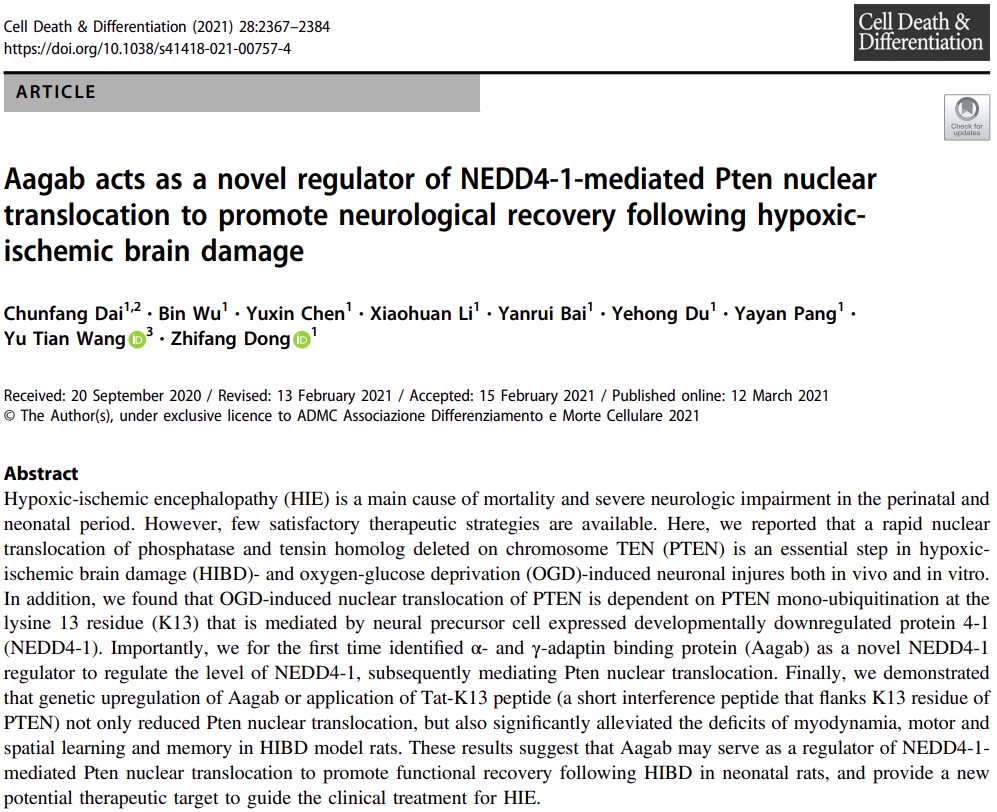 Cell Death & Differentiation (2021) 28:2367–2384
https://doi.org/10.1038/s41418-021-00757-4
Cell Death &
Differentiation
ARTICLE
Check for
updates
Aagab acts as a novel regulator of NEDD4-1-mediated Pten nuclear
translocation to promote neurological recovery following hypoxic-
ischemic brain damage
Chunfang Dai1,2 · Bin Wu1 · Yuxin Chen1 · Xiaohuan Li1 · Yanrui Bai1 · Yehong Du1 · Yayan Pang1 ·
Yu Tian Wang iD 3 · Zhifang Dong iD 1
Received: 20 September 2020 / Revised: 13 February 2021 / Accepted: 15 February 2021 / Published online: 12 March 2021
© The Author(s), under exclusive licence to ADMC Associazione Differenziamento e Morte Cellulare 2021
Abstract
Hypoxic-ischemic encephalopathy (HIE) is a main cause of mortality and severe neurologic impairment in the perinatal and
neonatal period. However, few satisfactory therapeutic strategies are available. Here, we reported that a rapid nuclear
translocation of phosphatase and tensin homolog deleted on chromosome TEN (PTEN) is an essential step in hypoxic-
ischemic brain damage (HIBD)- and oxygen-glucose deprivation (OGD)-induced neuronal injures both in vivo and in vitro.
In addition, we found that OGD-induced nuclear translocation of PTEN is dependent on PTEN mono-ubiquitination at the
lysine 13 residue (K13) that is mediated by neural precursor cell expressed developmentally downregulated protein 4-1
(NEDD4-1). Importantly, we for the first time identified α- and γ-adaptin binding protein (Aagab) as a novel NEDD4-1
regulator to regulate the level of NEDD4-1, subsequently mediating Pten nuclear translocation. Finally, we demonstrated
that genetic upregulation of Aagab or application of Tat-K13 peptide (a short interference peptide that flanks K13 residue of
PTEN) not only reduced Pten nuclear translocation, but also significantly alleviated the deficits of myodynamia, motor and
spatial learning and memory in HIBD model rats. These results suggest that Aagab may serve as a regulator of NEDD4-1-
mediated Pten nuclear translocation to promote functional recovery following HIBD in neonatal rats, and provide a new
potential therapeutic target to guide the clinical treatment for HIE.